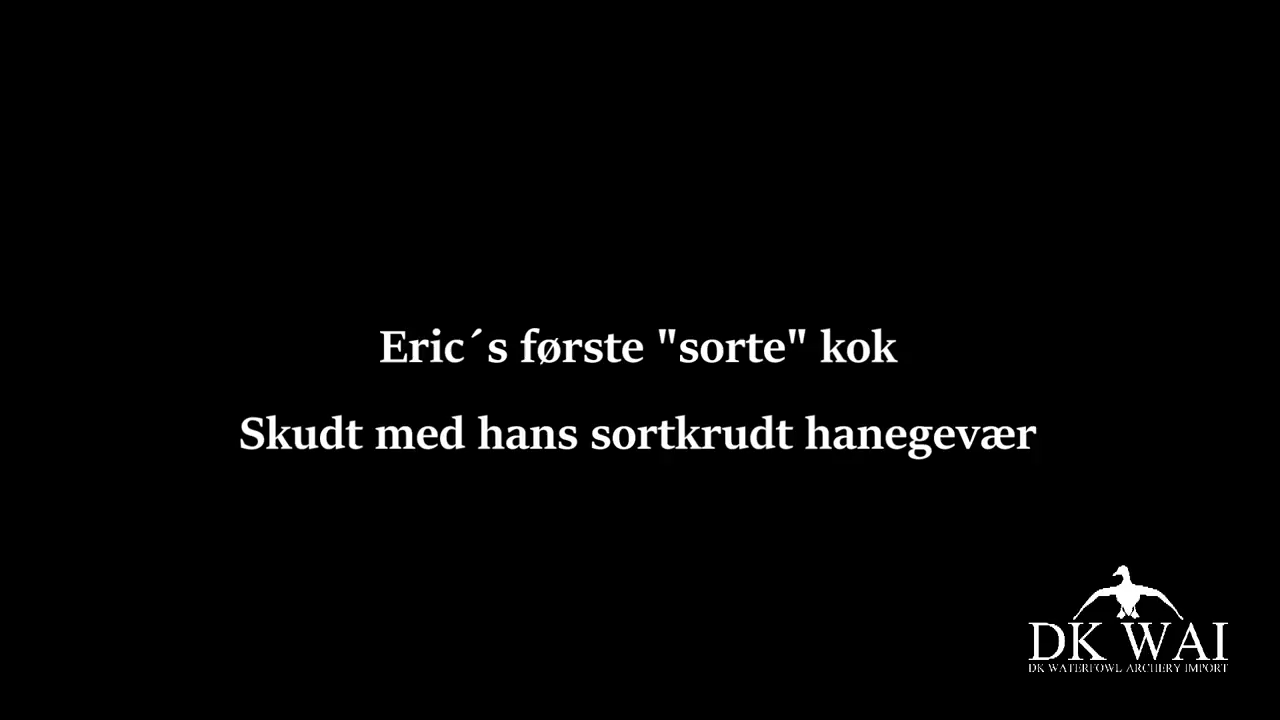 Eric´s første "sorte" kok
Skudt med hans sortkrudt hanegevær
DK WAI
DK WATERFOWL ARCHERY IMPORT